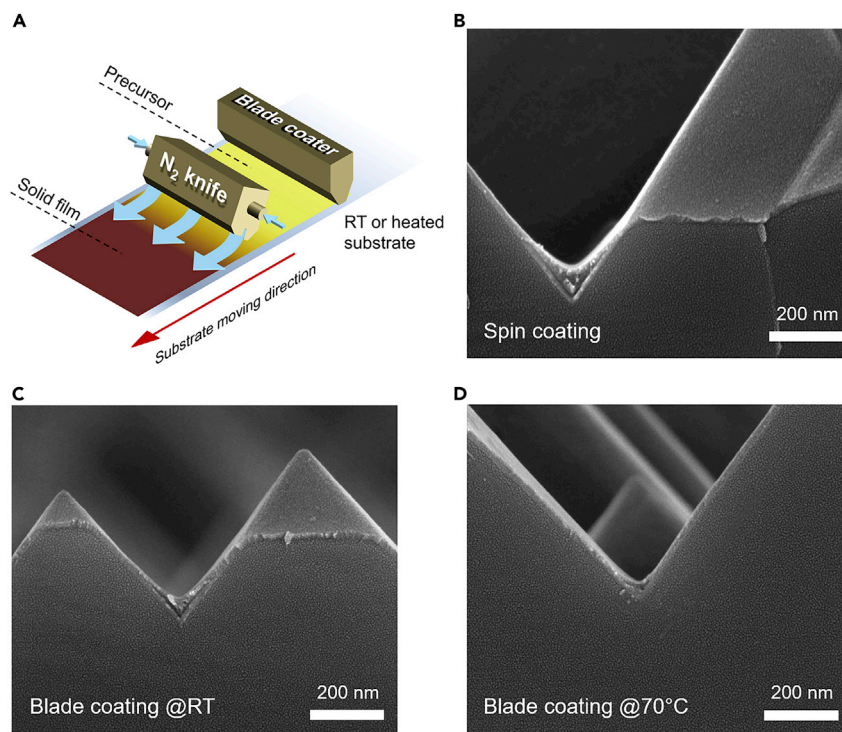 A
Precursor
Blade coater
N2 knife
Solid film
RT or heated
substrate
Substrate moving direction
B
200 nm
Spin coating
C
200 nm
Blade coating @RT
D
200 nm
Blade coating @70°C